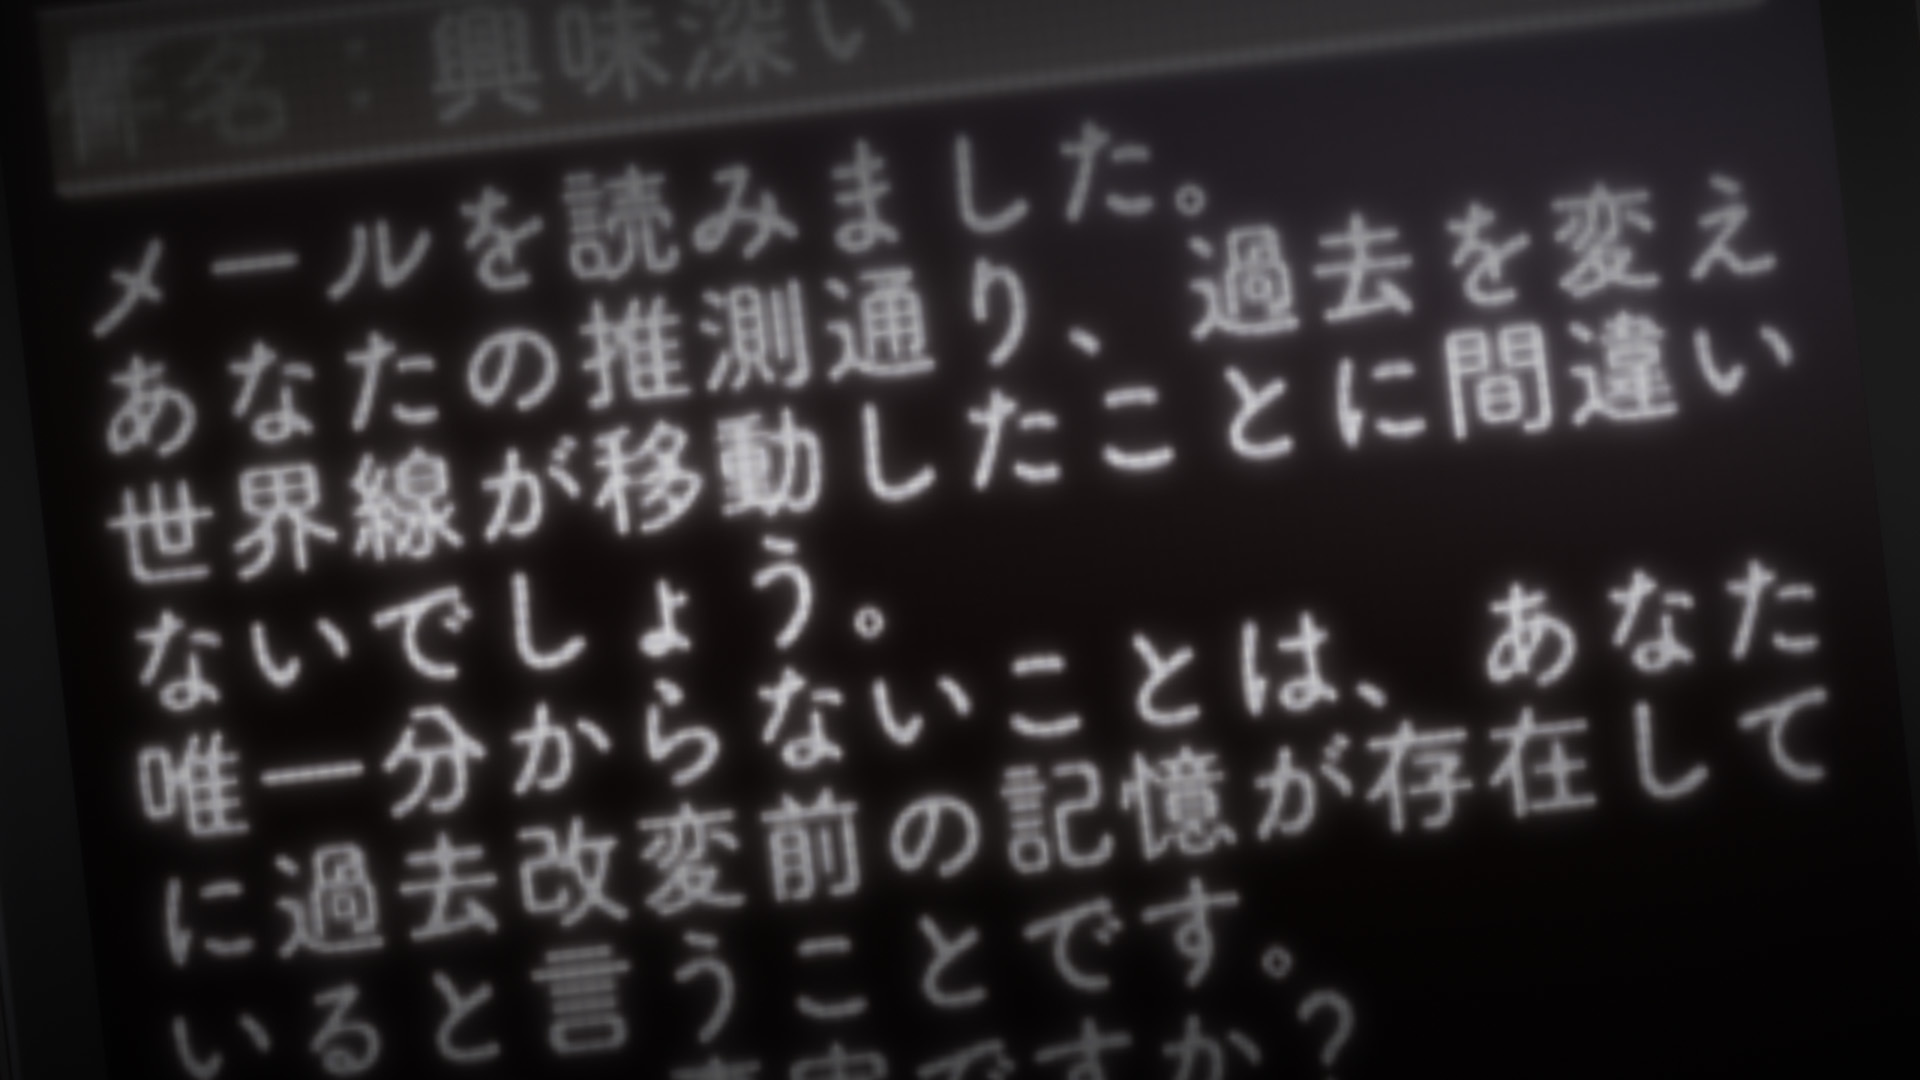 件名：興味深い
メールを読みました。
あなたの推測通り、過去を変え
世界線が移動したことに間違い
ないでしょう。
唯一分からないことは、あなた
に過去改変前の記憶が存在して
いると言うことです。
ですか？